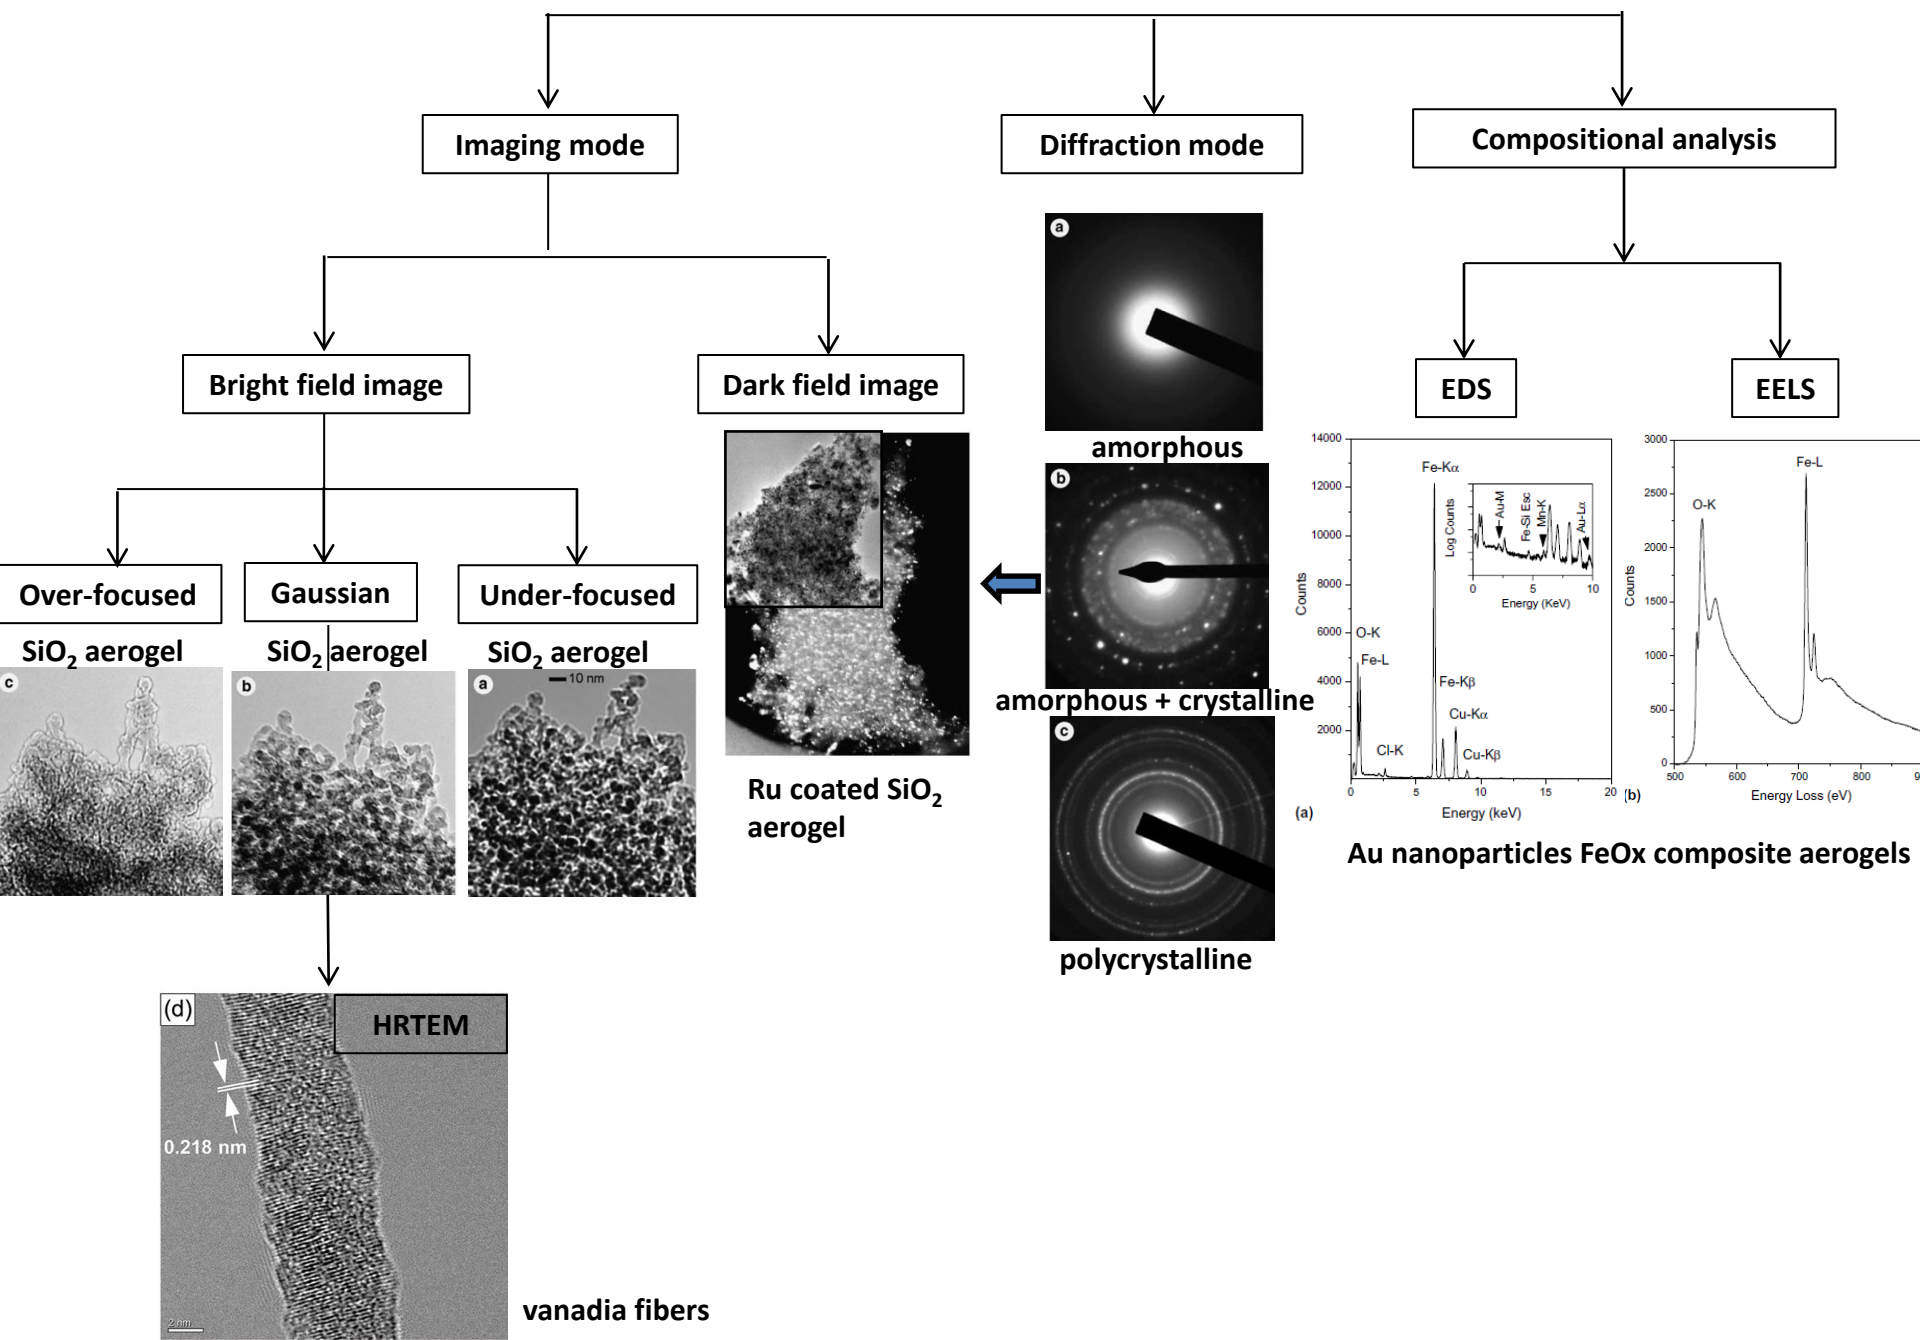 Imaging mode
Diffraction mode
Compositional analysis
Bright field image
Dark field image
EDS
EELS
Over-focused
Gaussian
Under-focused
SiO2 aerogel
SiO2 aerogel
SiO2 aerogel
c
b
a
10 nm
Ru coated SiO2
aerogel
a
amorphous
b
amorphous + crystalline
c
polycrystalline
14000
12000
10000
8000
6000
4000
2000
Counts
Fe-Kα
O-K
Fe-L
Fe-Kβ
Cu-Kα
Cu-Kβ
Cl-K
Log Counts
Au-M
Fe-Si Esc
Mn-K
Au-Lα
0 5 10
Energy (KeV)
0 5 10 15 20
Energy (keV)
(a)
3000
2500
2000
1500
1000
500
0
Counts
O-K
Fe-L
500 600 700 800 9
Energy Loss (eV)
(b)
Au nanoparticles FeOx composite aerogels
(d)
HRTEM
0.218 nm
2 nm
vanadia fibers